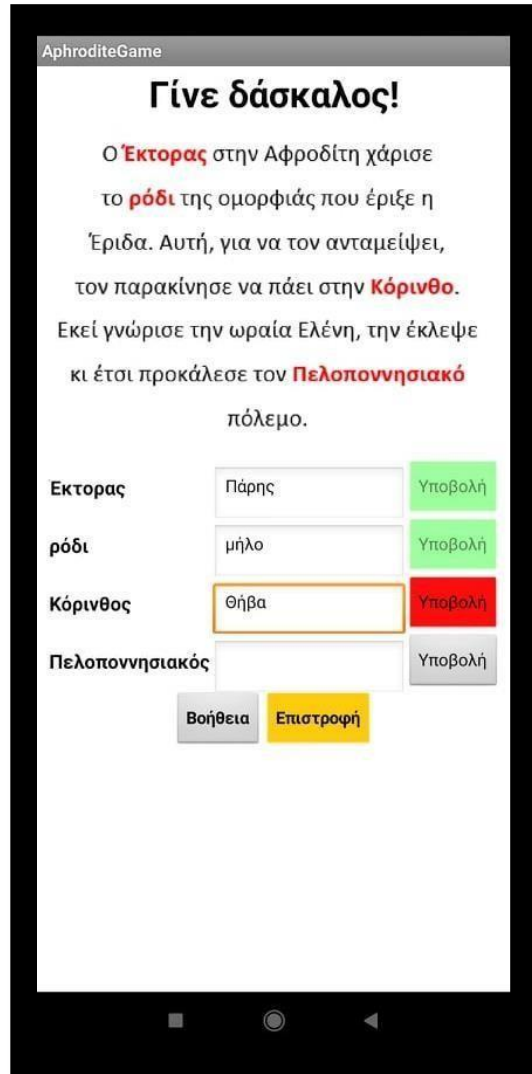 AphroditeGame
Γίνε δάσκαλος!
Ο Έκτορας στην Αφροδίτη χάρισε
το ρόδι της ομορφιάς που έριξε η
Έριδα. Αυτή, για να τον ανταμείψει,
τον παρακίνησε να πάει στην Κόρινθο.
Εκεί γνώρισε την ωραία Ελένη, την έκλεψε
κι έτσι προκάλεσε τον Πελοποννησιακό
πόλεμο.
Έκτορας Πάρης Υποβολή
ρόδι μήλο Υποβολή
Κόρινθος Θήβα Υποβολή
Πελοποννησιακός Υποβολή
Βοήθεια Επιστροφή